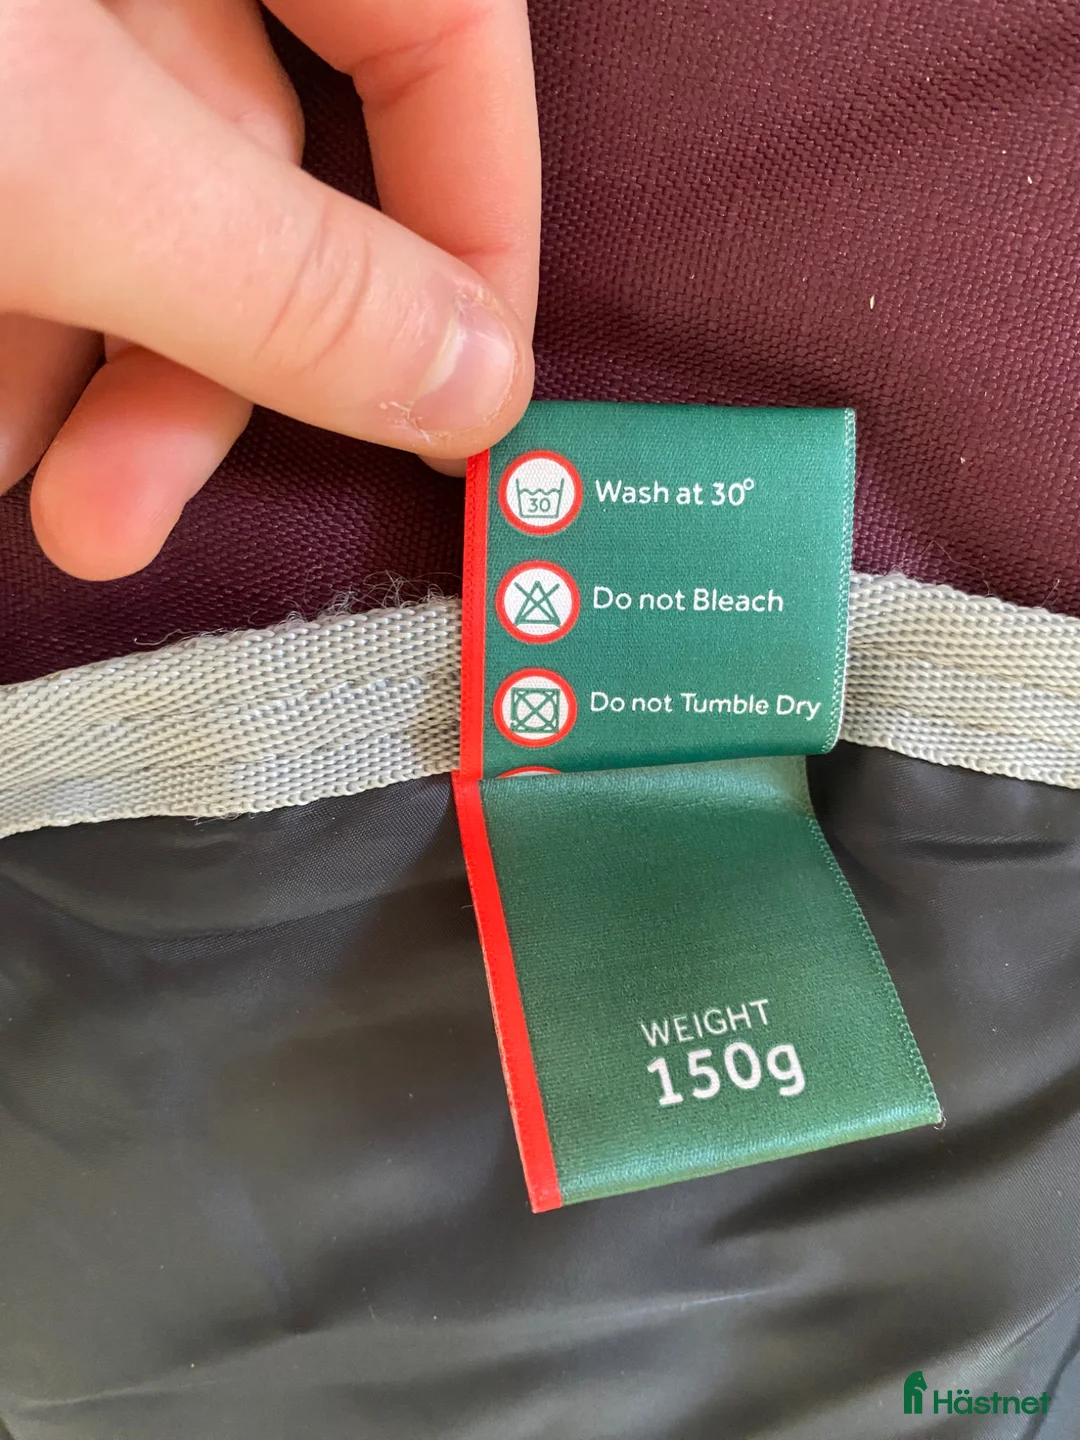 30 Wash at 30°
Do not Bleach
Do not Tumble Dry
WEIGHT
150g
Hästnet